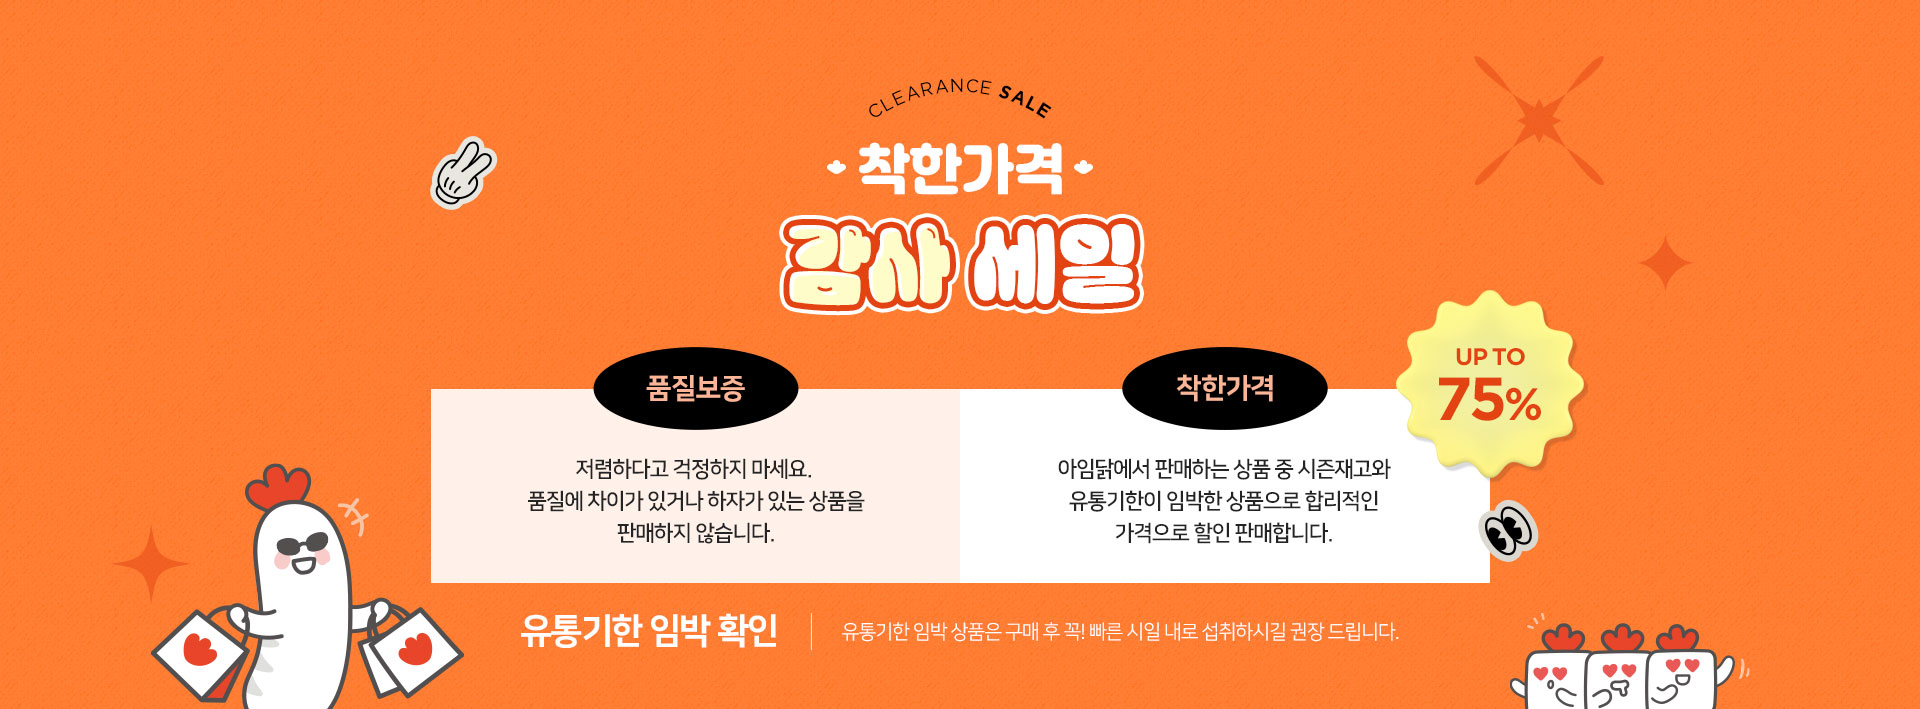 CLEARANCE SALE
착한가격
감사 세일
품질보증
저렴하다고 걱정하지 마세요.
품질에 차이가 있거나 하자가 있는 상품을
판매하지 않습니다.
착한가격
아임닭에서 판매하는 상품 중 시즌재고와
유통기한이 임박한 상품으로 합리적인
가격으로 할인 판매합니다.
UP TO
75%
유통기한 임박 확인
유통기한 임박 상품은 구매 후 꼭! 빠른 시일 내로 섭취하시길 권장 드립니다.